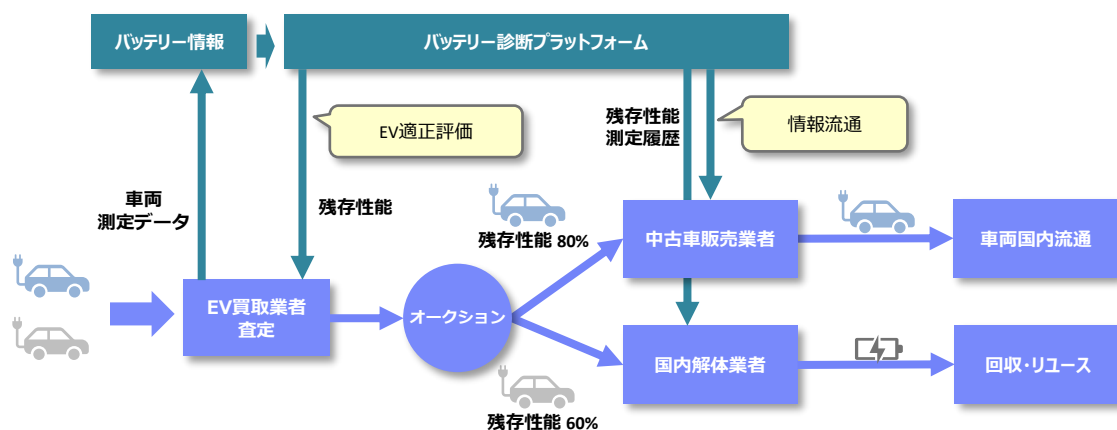 バッテリー情報
バッテリー診断プラットフォーム
EV適正評価
残存性能
測定履歴
情報流通
車両
測定データ
残存性能
残存性能 80%
中古車販売業者
車両国内流通
EV買取業者
査定
オークション
国内解体業者
回収・リユース
残存性能 60%